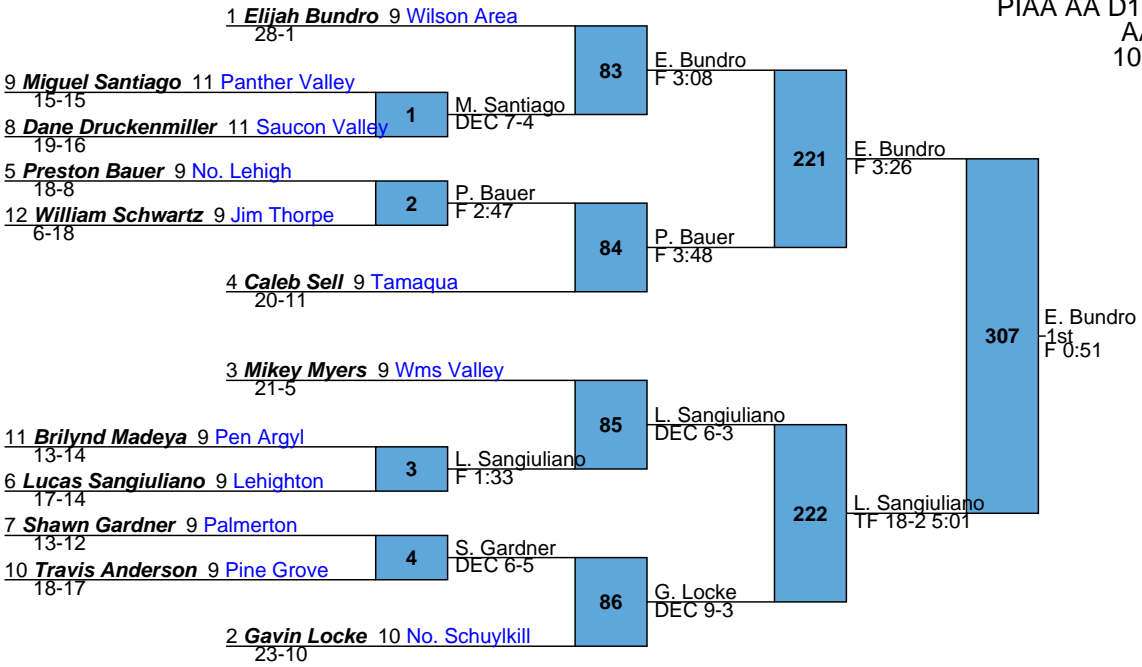 PIAA AA D1
AA
10
1 Elijah Bundro 9 Wilson Area
28-1
9 Miguel Santiago 11 Panther Valley
15-15
8 Dane Druckenmiller 11 Saucon Valley
19-16
5 Preston Bauer 9 No. Lehigh
18-8
12 William Schwartz 9 Jim Thorpe
6-18
4 Caleb Sell 9 Tamaqua
20-11
3 Mikey Myers 9 Wms Valley
21-5
11 Brilynd Madeya 9 Pen Argyl
13-14
6 Lucas Sangiuliano 9 Lehighton
17-14
7 Shawn Gardner 9 Palmerton
13-12
10 Travis Anderson 9 Pine Grove
18-17
2 Gavin Locke 10 No. Schuylkill
23-10
1
M. Santiago
DEC 7-4
2
P. Bauer
F 2:47
3
L. Sangiuliano
F 1:33
4
S. Gardner
DEC 6-5
83
E. Bundro
F 3:08
84
P. Bauer
F 3:48
85
L. Sangiuliano
DEC 6-3
86
G. Locke
DEC 9-3
221
E. Bundro
F 3:26
222
L. Sangiuliano
TF 18-2 5:01
307
E. Bundro
1st
F 0:51